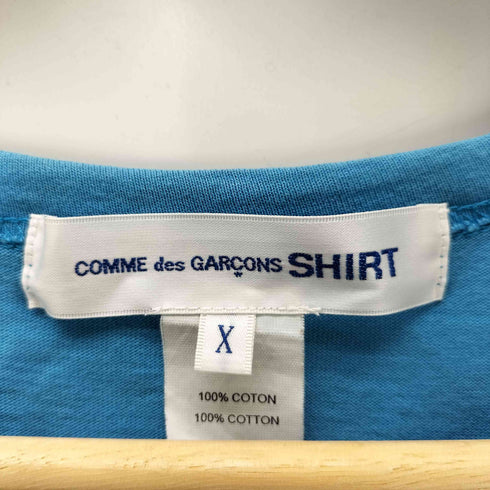 COMME des GARÇONS SHIRT
X
100% COTON
100% COTTON